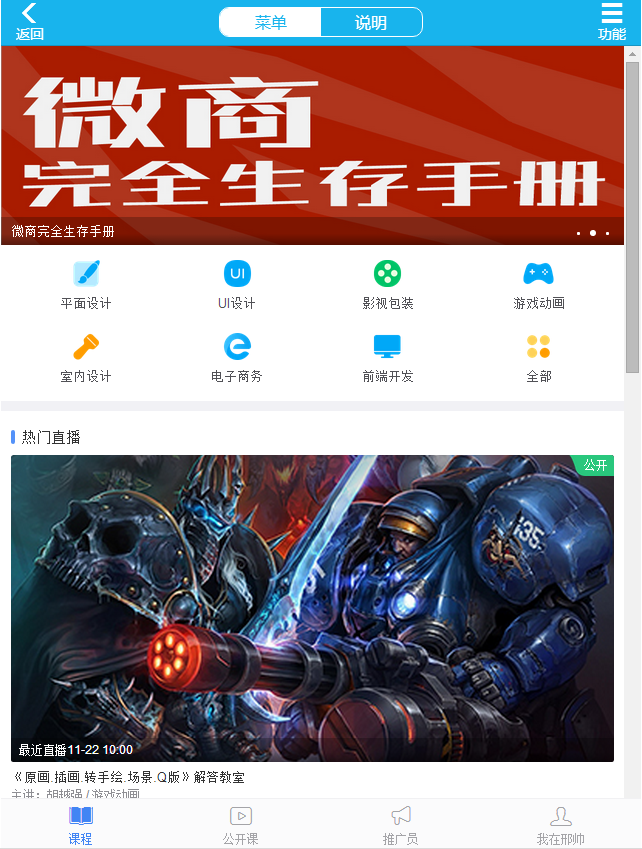 返回
菜单
说明
功能
微商
完全生存手册
微商完全生存手册
平面设计
UI设计
影视包装
游戏动画
室内设计
UI
电子商务
前端开发
全部
热门直播
公开
135
最近直播11-22 10:00
《原画.插画.转手绘.场景.Q版》解答教室
主讲：胡越强 / 游戏动画
课程
公开课
推广员
我在邢帅